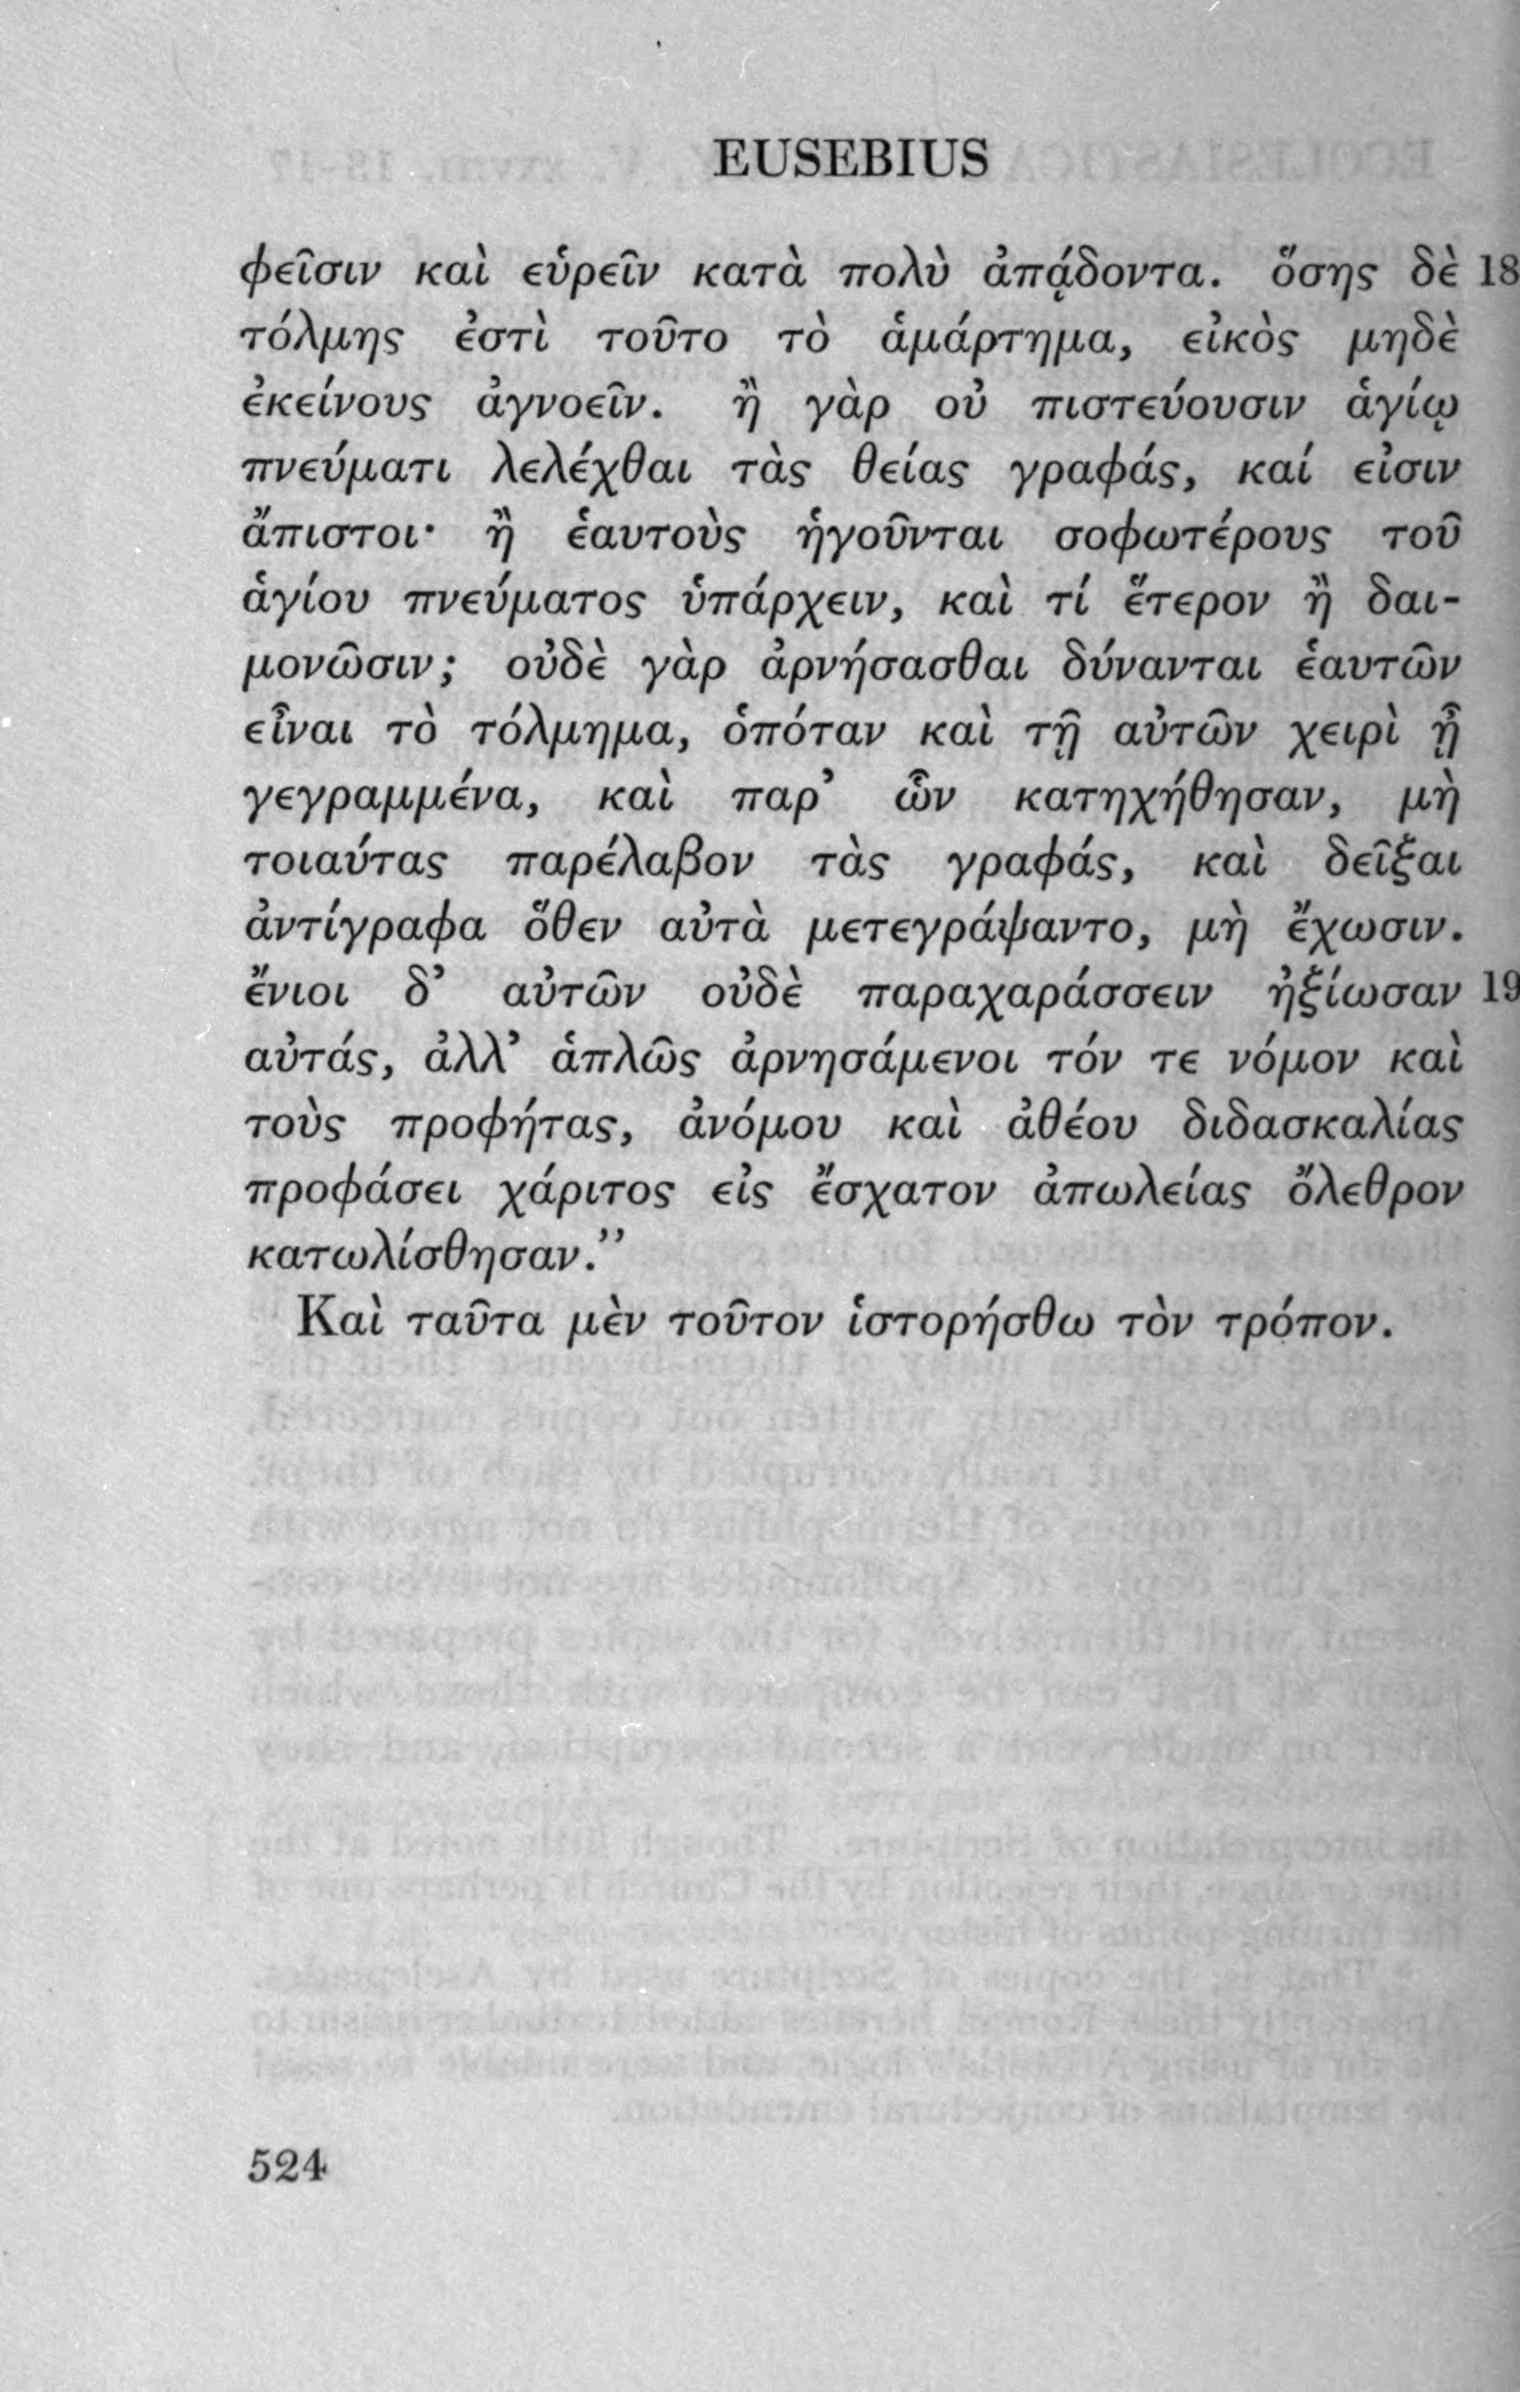 EUSEBIUS
φεῖσιν καὶ εὑρεῖν κατὰ πολὺ ἀπᾴδοντα. ὅσης δὲ 18
τόλμης ἐστὶ τοῦτο τὸ ἁμάρτημα, εἰκὸς μηδὲ
ἐκείνους ἀγνοεῖν. ἢ γὰρ οὐ πιστεύουσιν ἁγίῳ
πνεύματι λελέχθαι τὰς θείας γραφάς, καί εἰσιν
ἄπιστοι· ἢ ἑαυτοὺς ἡγοῦνται σοφωτέρους τοῦ
ἁγίου πνεύματος ὑπάρχειν, καὶ τί ἕτερον ἢ δαι-
μονῶσιν; οὐδὲ γὰρ ἀρνήσασθαι δύνανται ἑαυτῶν
εἶναι τὸ τόλμημα, ὁπόταν καὶ τῇ αὐτῶν χειρὶ ᾖ
γεγραμμένα, καὶ παρ’ ὧν κατηχήθησαν, μὴ
τοιαύτας παρέλαβον τὰς γραφάς, καὶ δεῖξαι
ἀντίγραφα ὅθεν αὐτὰ μετεγράψαντο, μὴ ἔχωσιν.
ἔνιοι δ’ αὐτῶν οὐδὲ παραχαράσσειν ἠξίωσαν 19
αὐτάς, ἀλλ’ ἁπλῶς ἀρνησάμενοι τόν τε νόμον καὶ
τοὺς προφήτας, ἀνόμου καὶ ἀθέου διδασκαλίας
προφάσει χάριτος εἰς ἔσχατον ἀπωλείας ὄλεθρον
κατωλίσθησαν.”
Καὶ ταῦτα μὲν τοῦτον ἱστορήσθω τὸν τρόπον.
524